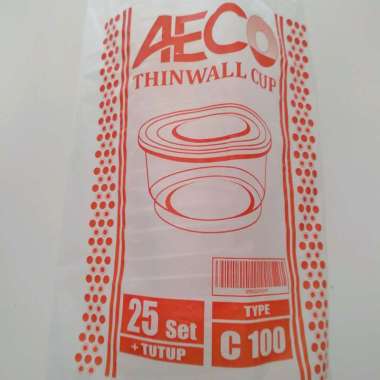 AECO
THINWALL CUP
25 Set
+ TUTUP
TYPE
C 100